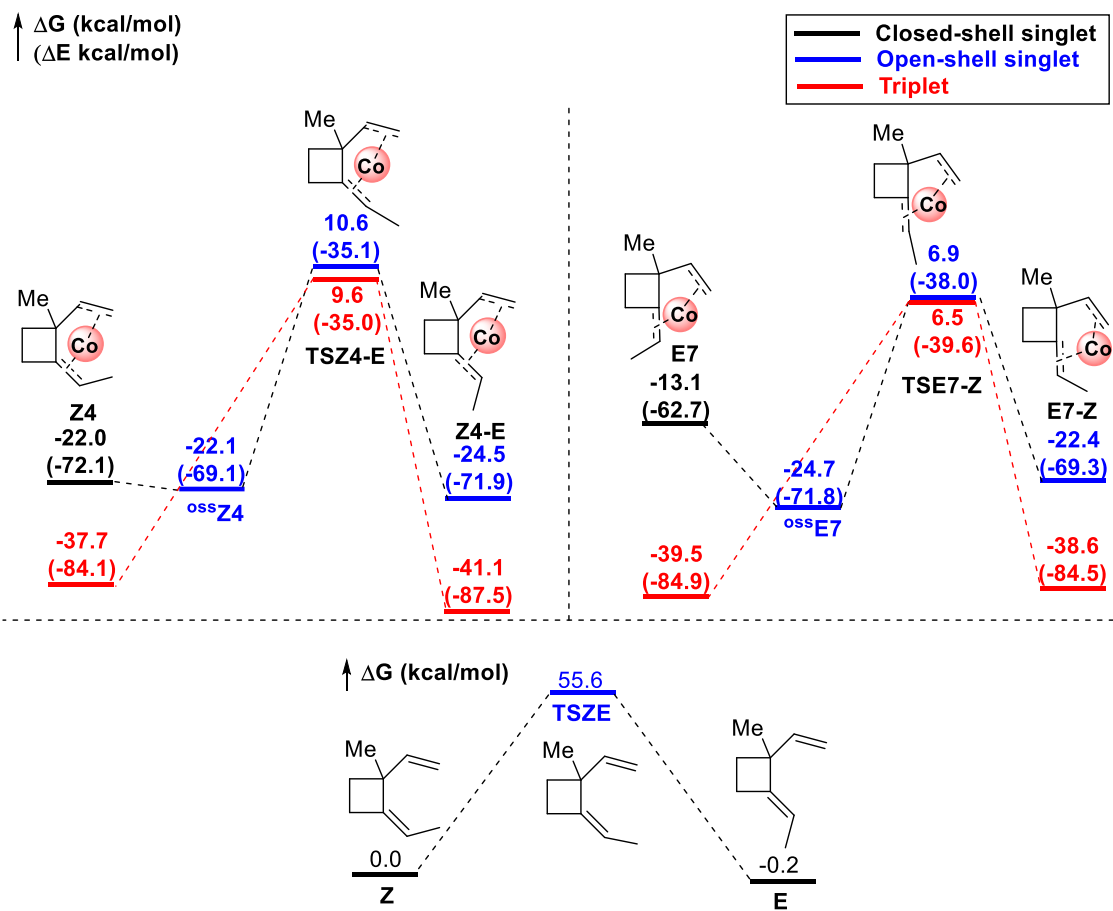 ΔG (kcal/mol)
(ΔE kcal/mol)
Closed-shell singlet
Open-shell singlet
Triplet
Me
Co
10.6
(-35.1)
9.6
(-35.0)
TSZ4-E
Me
Co
Z4
-22.0
(-72.1)
-22.1
(-69.1)
ossZ4
-37.7
(-84.1)
Me
Co
Z4-E
-24.5
(-71.9)
-41.1
(-87.5)
Me
Co
E7
-13.1
(-62.7)
-24.7
(-71.8)
ossE7
-39.5
(-84.9)
Me
Co
6.9
(-38.0)
6.5
(-39.6)
TSE7-Z
Me
Co
E7-Z
-22.4
(-69.3)
-38.6
(-84.5)
ΔG (kcal/mol)
55.6
TSZE
Me
0.0
Z
Me
Me
-0.2
E